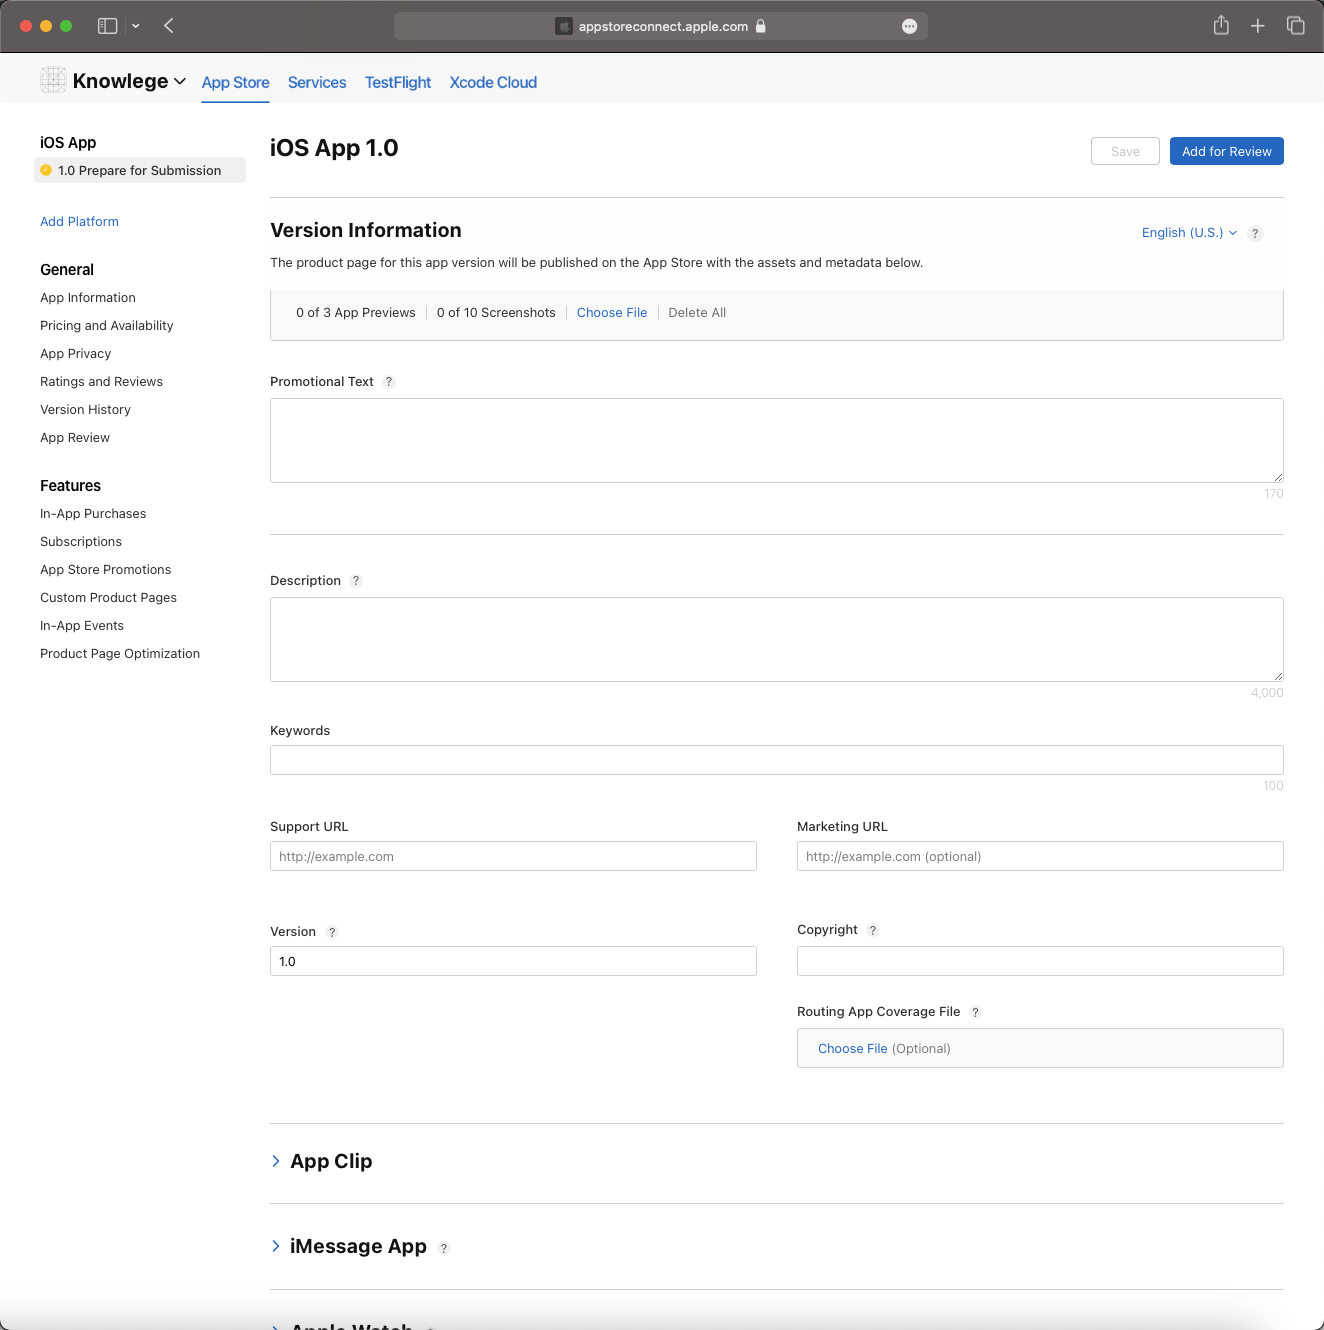 appstoreconnect.apple.com
Knowlege
App Store
Services
TestFlight
Xcode Cloud
iOS App
1.0 Prepare for Submission
Add Platform
General
App Information
Pricing and Availability
App Privacy
Ratings and Reviews
Version History
App Review
Features
In-App Purchases
Subscriptions
App Store Promotions
Custom Product Pages
In-App Events
Product Page Optimization
iOS App 1.0
Save
Add for Review
Version Information
English (U.S.)
?
The product page for this app version will be published on the App Store with the assets and metadata below.
0 of 3 App Previews
0 of 10 Screenshots
Choose File
Delete All
Promotional Text ?
170
Description ?
4,000
Keywords
100
Support URL
http://example.com
Marketing URL
http://example.com (optional)
Version ?
1.0
Copyright ?
Routing App Coverage File ?
Choose File (Optional)
App Clip
iMessage App ?
Apple Watch